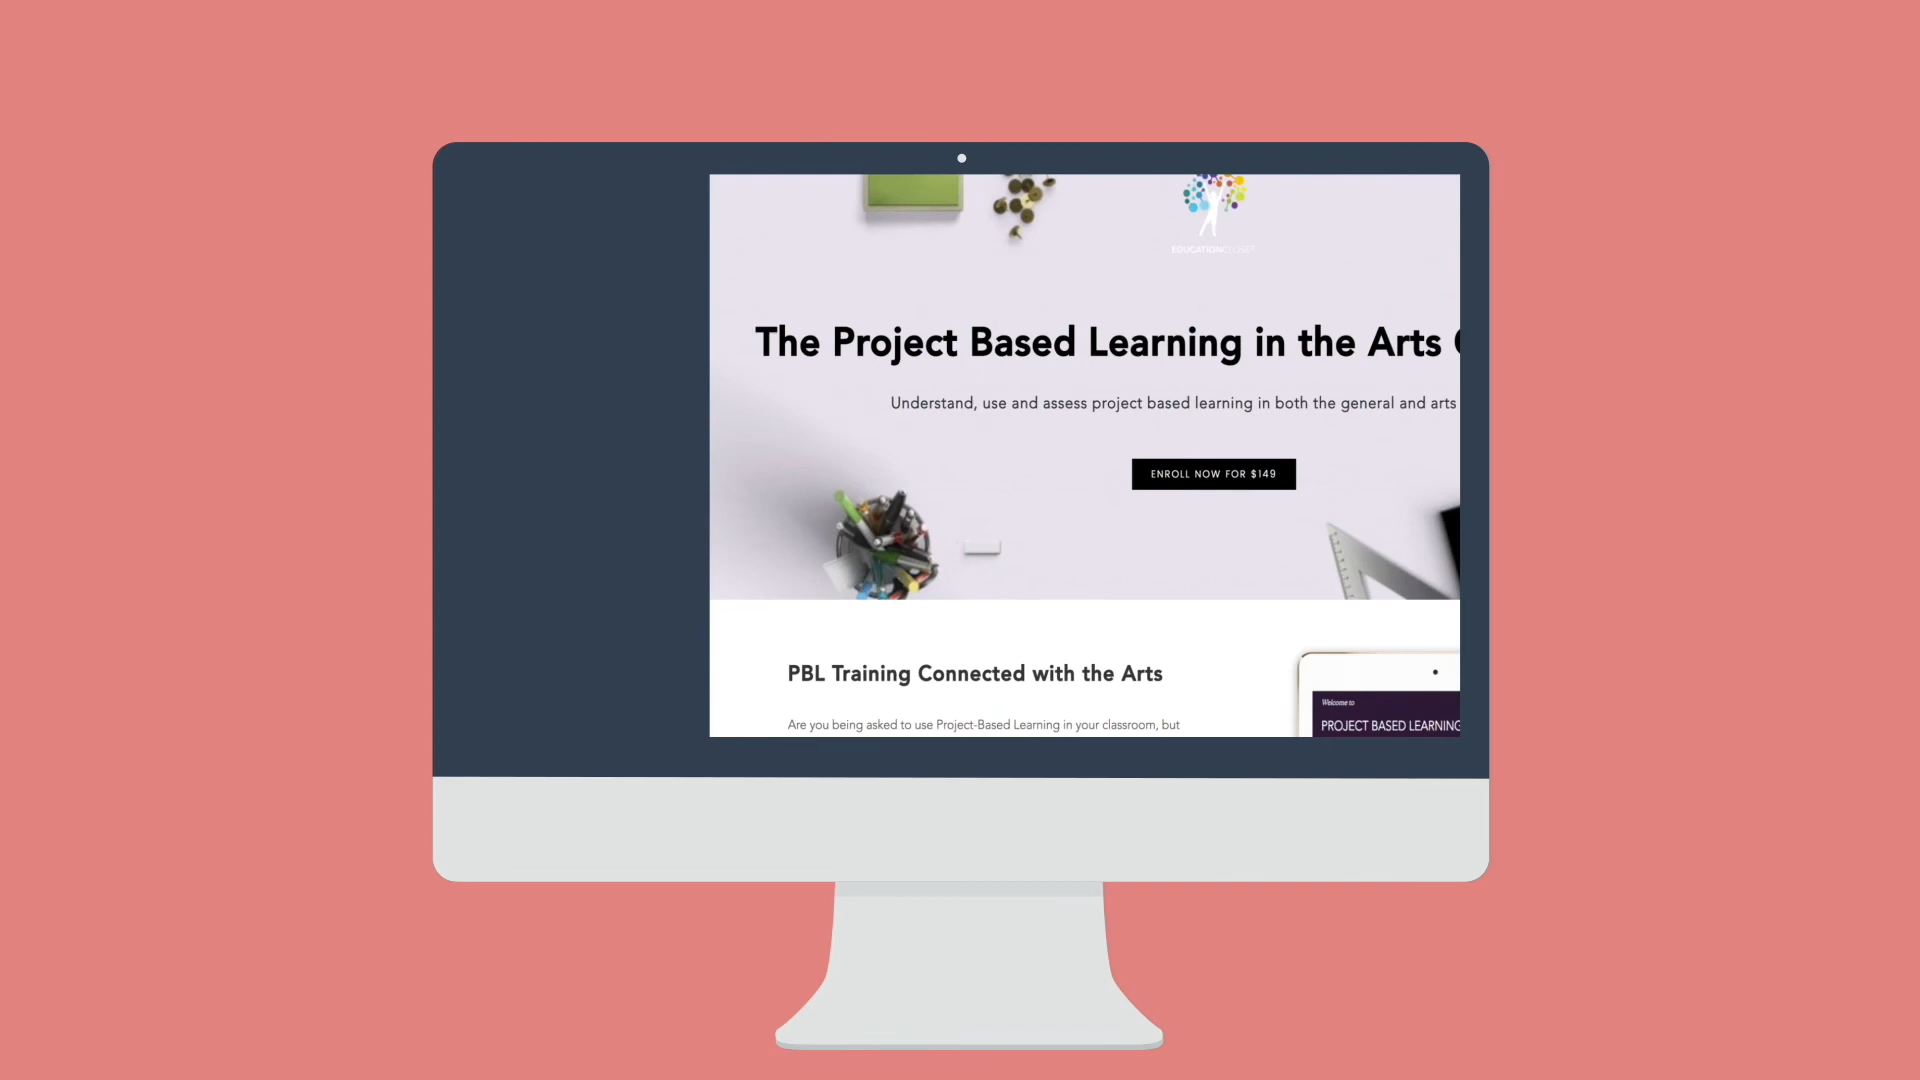 EDUCATIONCLOSET
The Project Based Learning in the Arts
Understand, use and assess project based learning in both the general and arts
ENROLL NOW FOR $149
PBL Training Connected with the Arts
Are you being asked to use Project-Based Learning in your classroom, but
Welcome to
PROJECT BASED LEARNING